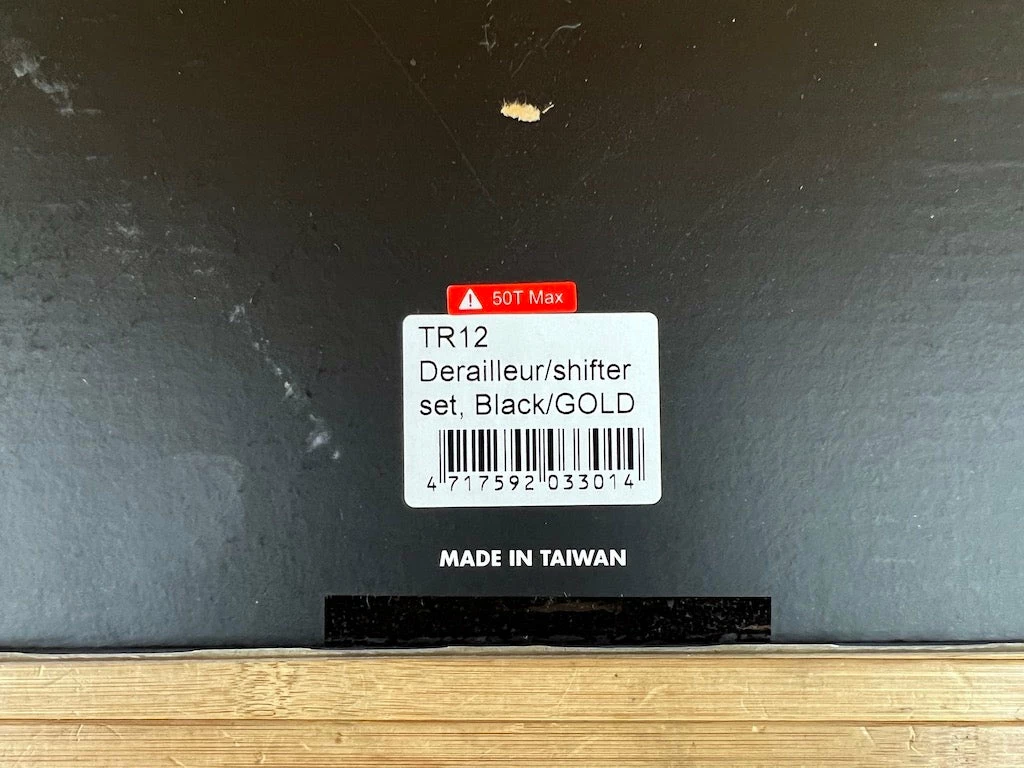 50T Max
TR12
Derailleur/shifter
set, Black/GOLD
4 717592 033014
MADE IN TAIWAN